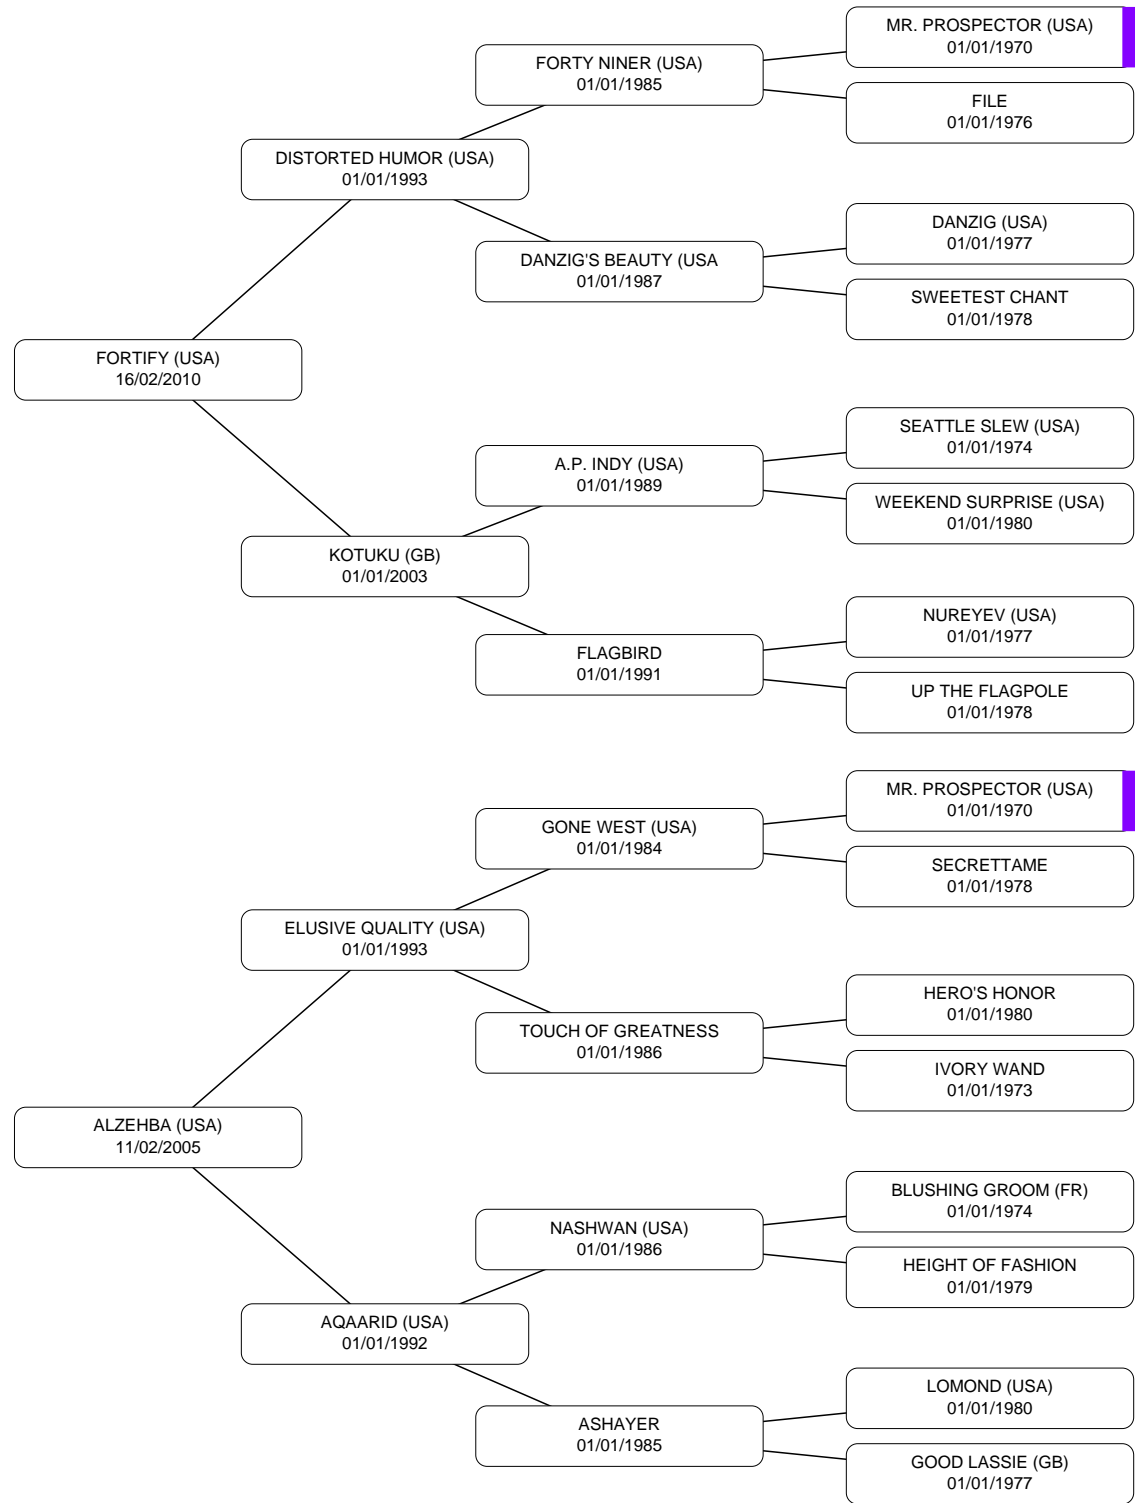 MR. PROSPECTOR (USA)
01/01/1970
FORTY NINER (USA)
01/01/1985
FILE
01/01/1976
DISTORTED HUMOR (USA)
01/01/1993
DANZIG (USA)
01/01/1977
DANZIG'S BEAUTY (USA
01/01/1987
SWEETEST CHANT
01/01/1978
FORTIFY (USA)
16/02/2010
SEATTLE SLEW (USA)
01/01/1974
A.P. INDY (USA)
01/01/1989
WEEKEND SURPRISE (USA)
01/01/1980
KOTUKU (GB)
01/01/2003
NUREYEV (USA)
01/01/1977
FLAGBIRD
01/01/1991
UP THE FLAGPOLE
01/01/1978
MR. PROSPECTOR (USA)
01/01/1970
GONE WEST (USA)
01/01/1984
SECRETTAME
01/01/1978
ELUSIVE QUALITY (USA)
01/01/1993
HERO'S HONOR
01/01/1980
TOUCH OF GREATNESS
01/01/1986
IVORY WAND
01/01/1973
ALZEHBA (USA)
11/02/2005
BLUSHING GROOM (FR)
01/01/1974
NASHWAN (USA)
01/01/1986
HEIGHT OF FASHION
01/01/1979
AQAARID (USA)
01/01/1992
LOMOND (USA)
01/01/1980
ASHAYER
01/01/1985
GOOD LASSIE (GB)
01/01/1977